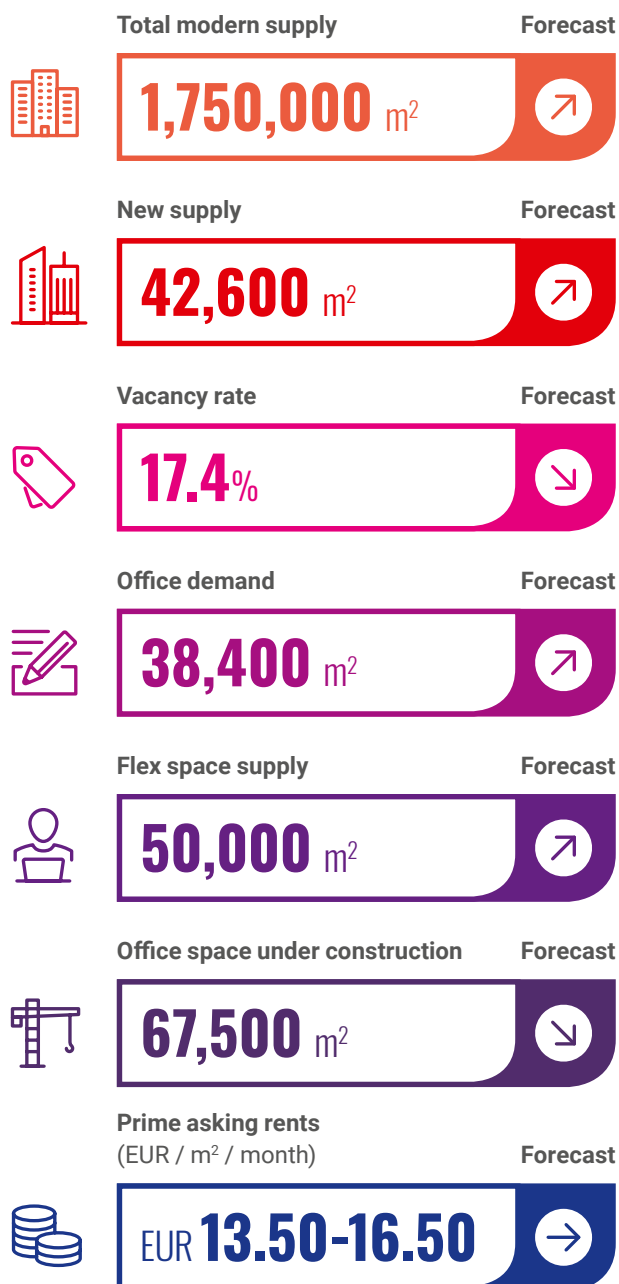 Total modern supply Forecast
1,750,000 m²
New supply Forecast
42,600 m²
Vacancy rate Forecast
17.4%
Office demand Forecast
38,400 m²
Flex space supply Forecast
50,000 m²
Office space under construction Forecast
67,500 m²
Prime asking rents
(EUR / m² / month) Forecast
EUR 13.50-16.50